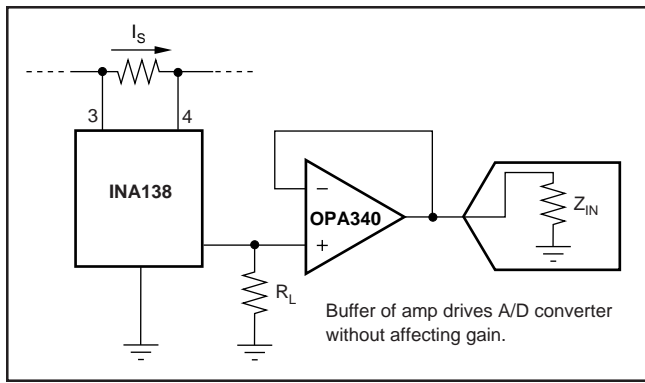 I_S
3
4
INA138
−
OPA340
+
Z_IN
R_L
Buffer of amp drives A/D converter
without affecting gain.